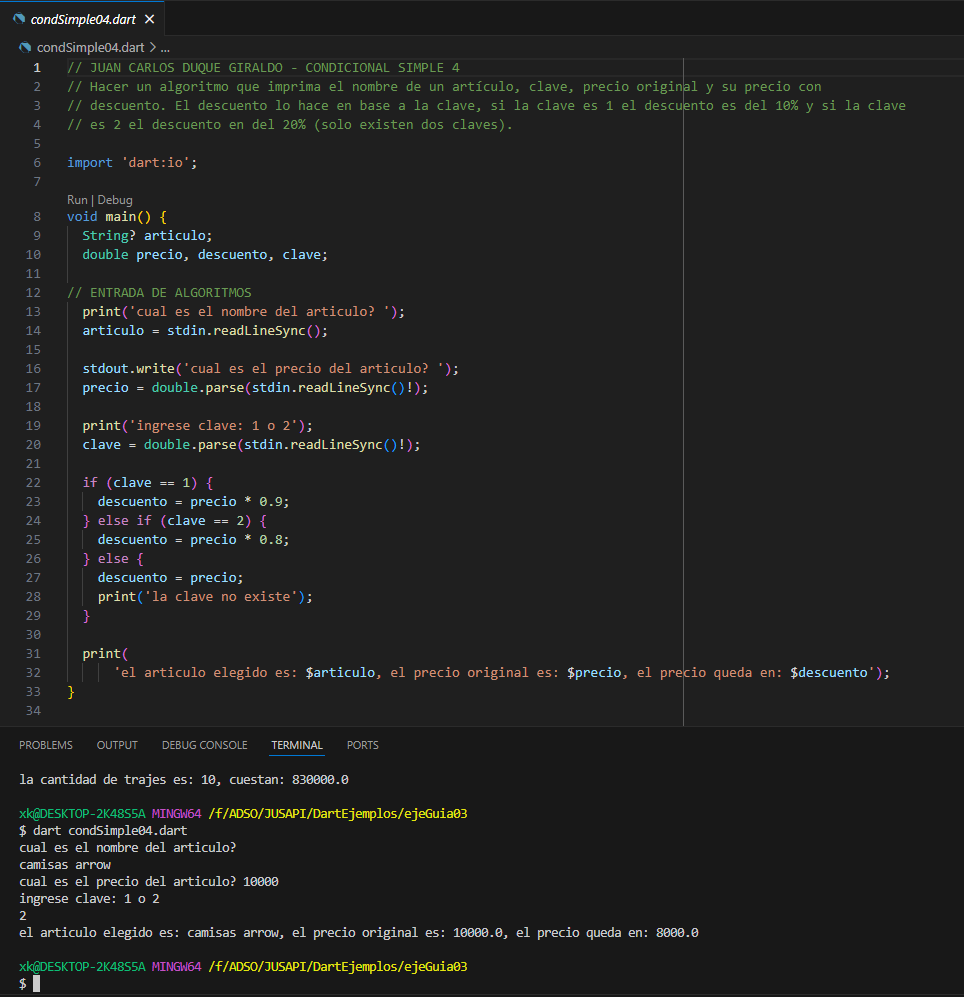 condSimple04.dart ×
condSimple04.dart > ...
1 // JUAN CARLOS DUQUE GIRALDO - CONDICIONAL SIMPLE 4
2 // Hacer un algoritmo que imprima el nombre de un artículo, clave, precio original y su precio con
3 // descuento. El descuento lo hace en base a la clave, si la clave es 1 el descuento es del 10% y si la clave
4 // es 2 el descuento en del 20% (solo existen dos claves).
5
6 import 'dart:io';
7
Run | Debug
8 void main() {
9   String? articulo;
10   double precio, descuento, clave;
11
12 // ENTRADA DE ALGORITMOS
13   print('cual es el nombre del articulo? ');
14   articulo = stdin.readLineSync();
15
16   stdout.write('cual es el precio del articulo? ');
17   precio = double.parse(stdin.readLineSync()!);
18
19   print('ingrese clave: 1 o 2');
20   clave = double.parse(stdin.readLineSync()!);
21
22   if (clave == 1) {
23     descuento = precio * 0.9;
24   } else if (clave == 2) {
25     descuento = precio * 0.8;
26   } else {
27     descuento = precio;
28     print('la clave no existe');
29   }
30
31   print(
32       'el articulo elegido es: $articulo, el precio original es: $precio, el precio queda en: $descuento');
33 }
34
PROBLEMS OUTPUT DEBUG CONSOLE TERMINAL PORTS
la cantidad de trajes es: 10, cuestan: 830000.0
xk@DESKTOP-2K48S5A MINGW64 /f/ADSO/JUSAPI/DartEjemplos/ejeGuia03
$ dart condSimple04.dart
cual es el nombre del articulo?
camisas arrow
cual es el precio del articulo? 10000
ingrese clave: 1 o 2
2
el articulo elegido es: camisas arrow, el precio original es: 10000.0, el precio queda en: 8000.0
xk@DESKTOP-2K48S5A MINGW64 /f/ADSO/JUSAPI/DartEjemplos/ejeGuia03
$